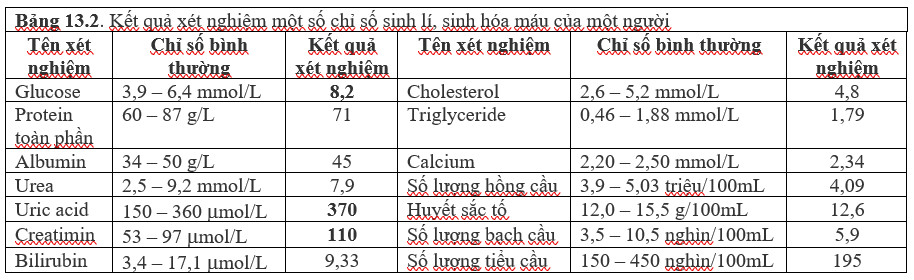 Bảng 13.2. Kết quả xét nghiệm một số chỉ số sinh lí, sinh hóa máu của một người
Tên xét nghiệm Chỉ số bình thường Kết quả xét nghiệm Tên xét nghiệm Chỉ số bình thường Kết quả xét nghiệm
Glucose 3,9 – 6,4 mmol/L 8,2 Cholesterol 2,6 – 5,2 mmol/L 4,8
Protein toàn phần 60 – 87 g/L 71 Triglyceride 0,46 – 1,88 mmol/L 1,79
Albumin 34 – 50 g/L 45 Calcium 2,20 – 2,50 mmol/L 2,34
Urea 2,5 – 9,2 mmol/L 7,9 Số lượng hồng cầu 3,9 – 5,03 triệu/100mL 4,09
Uric acid 150 – 360 μmol/L 370 Huyết sắc tố 12,0 – 15,5 g/100mL 12,6
Creatimin 53 – 97 μmol/L 110 Số lượng bạch cầu 3,5 – 10,5 nghìn/100mL 5,9
Bilirubin 3,4 – 17,1 μmol/L 9,33 Số lượng tiểu cầu 150 – 450 nghìn/100mL 195